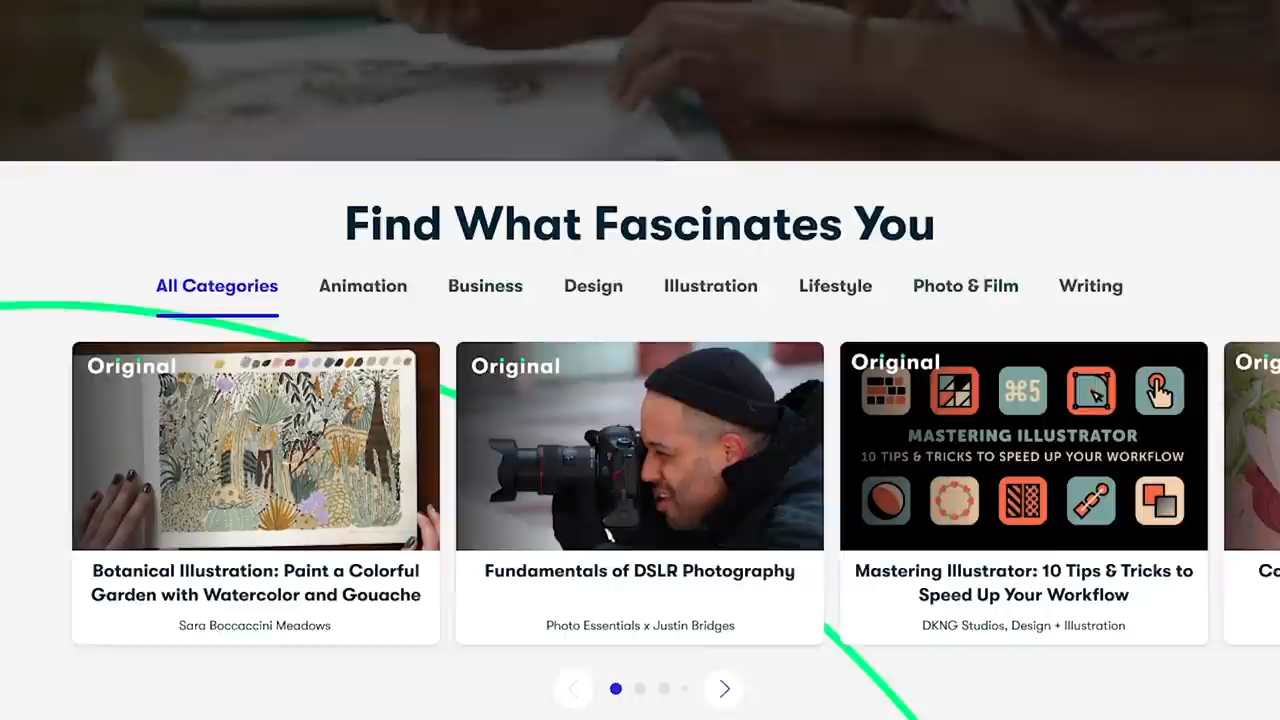 Find What Fascinates You
All Categories Animation Business Design Illustration Lifestyle Photo & Film Writing
Original
Original
Original
⌘5
MASTERING ILLUSTRATOR
10 TIPS & TRICKS TO SPEED UP YOUR WORKFLOW
Botanical Illustration: Paint a Colorful
Garden with Watercolor and Gouache
Sara Boccaccini Meadows
Fundamentals of DSLR Photography
Photo Essentials x Justin Bridges
Mastering Illustrator: 10 Tips & Tricks to
Speed Up Your Workflow
DKNG Studios, Design + Illustration